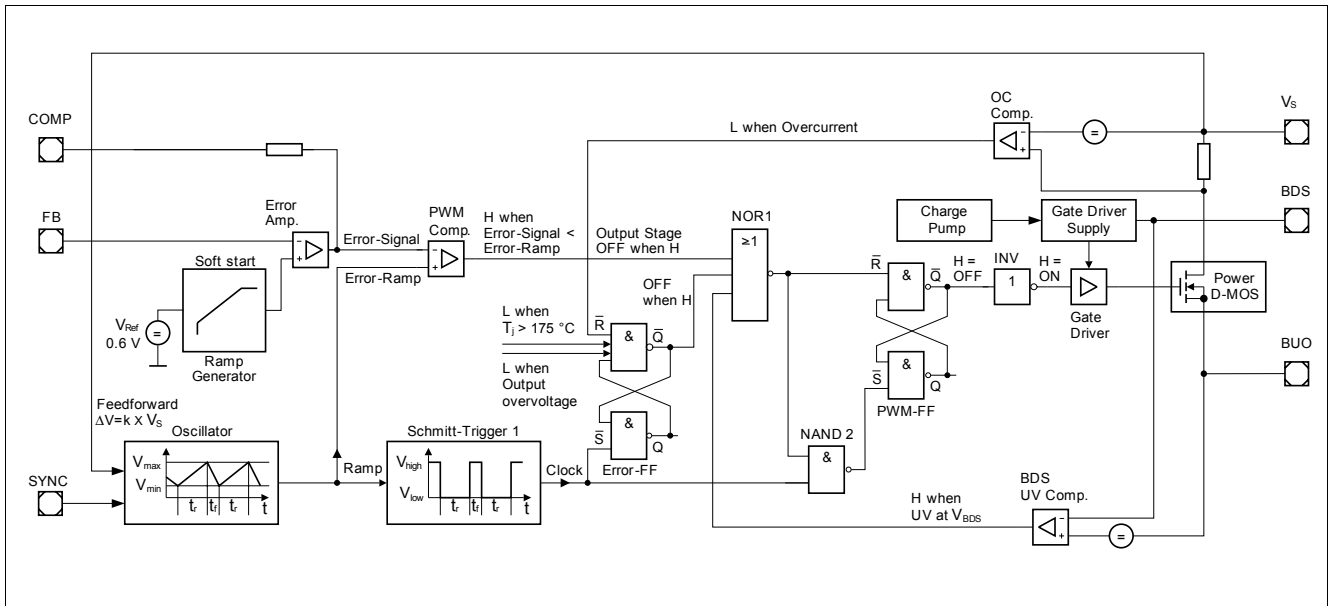 COMP
FB
SYNC
OC
Comp.
VS
BDS
BUO
L when Overcurrent
=
Error
Amp.
-
+
Error-Signal
Error-Ramp
PWM
Comp.
-
+
H when
Error-Signal <
Error-Ramp
Output Stage
OFF when H
OFF
when H
NOR1
≥1
Charge
Pump
Gate Driver
Supply
H =
OFF
INV
1
H =
ON
Gate
Driver
Power
D-MOS
Soft start
Ramp
Generator
VRef
0.6 V
=
L when
Tj > 175 °C
L when
Output
overvoltage
R̅
&
Q̅
S̅
&
Q
Error-FF
R̅
&
Q̅
S̅
&
Q
PWM-FF
NAND 2
&
Feedforward
ΔV=k x VS
Oscillator
Vmax
Vmin
tr tf tr t
Ramp
Schmitt-Trigger 1
Vhigh
Vlow
tr tf tr t
Clock
H when
UV at VBDS
BDS
UV Comp.
-
+
=
-
+